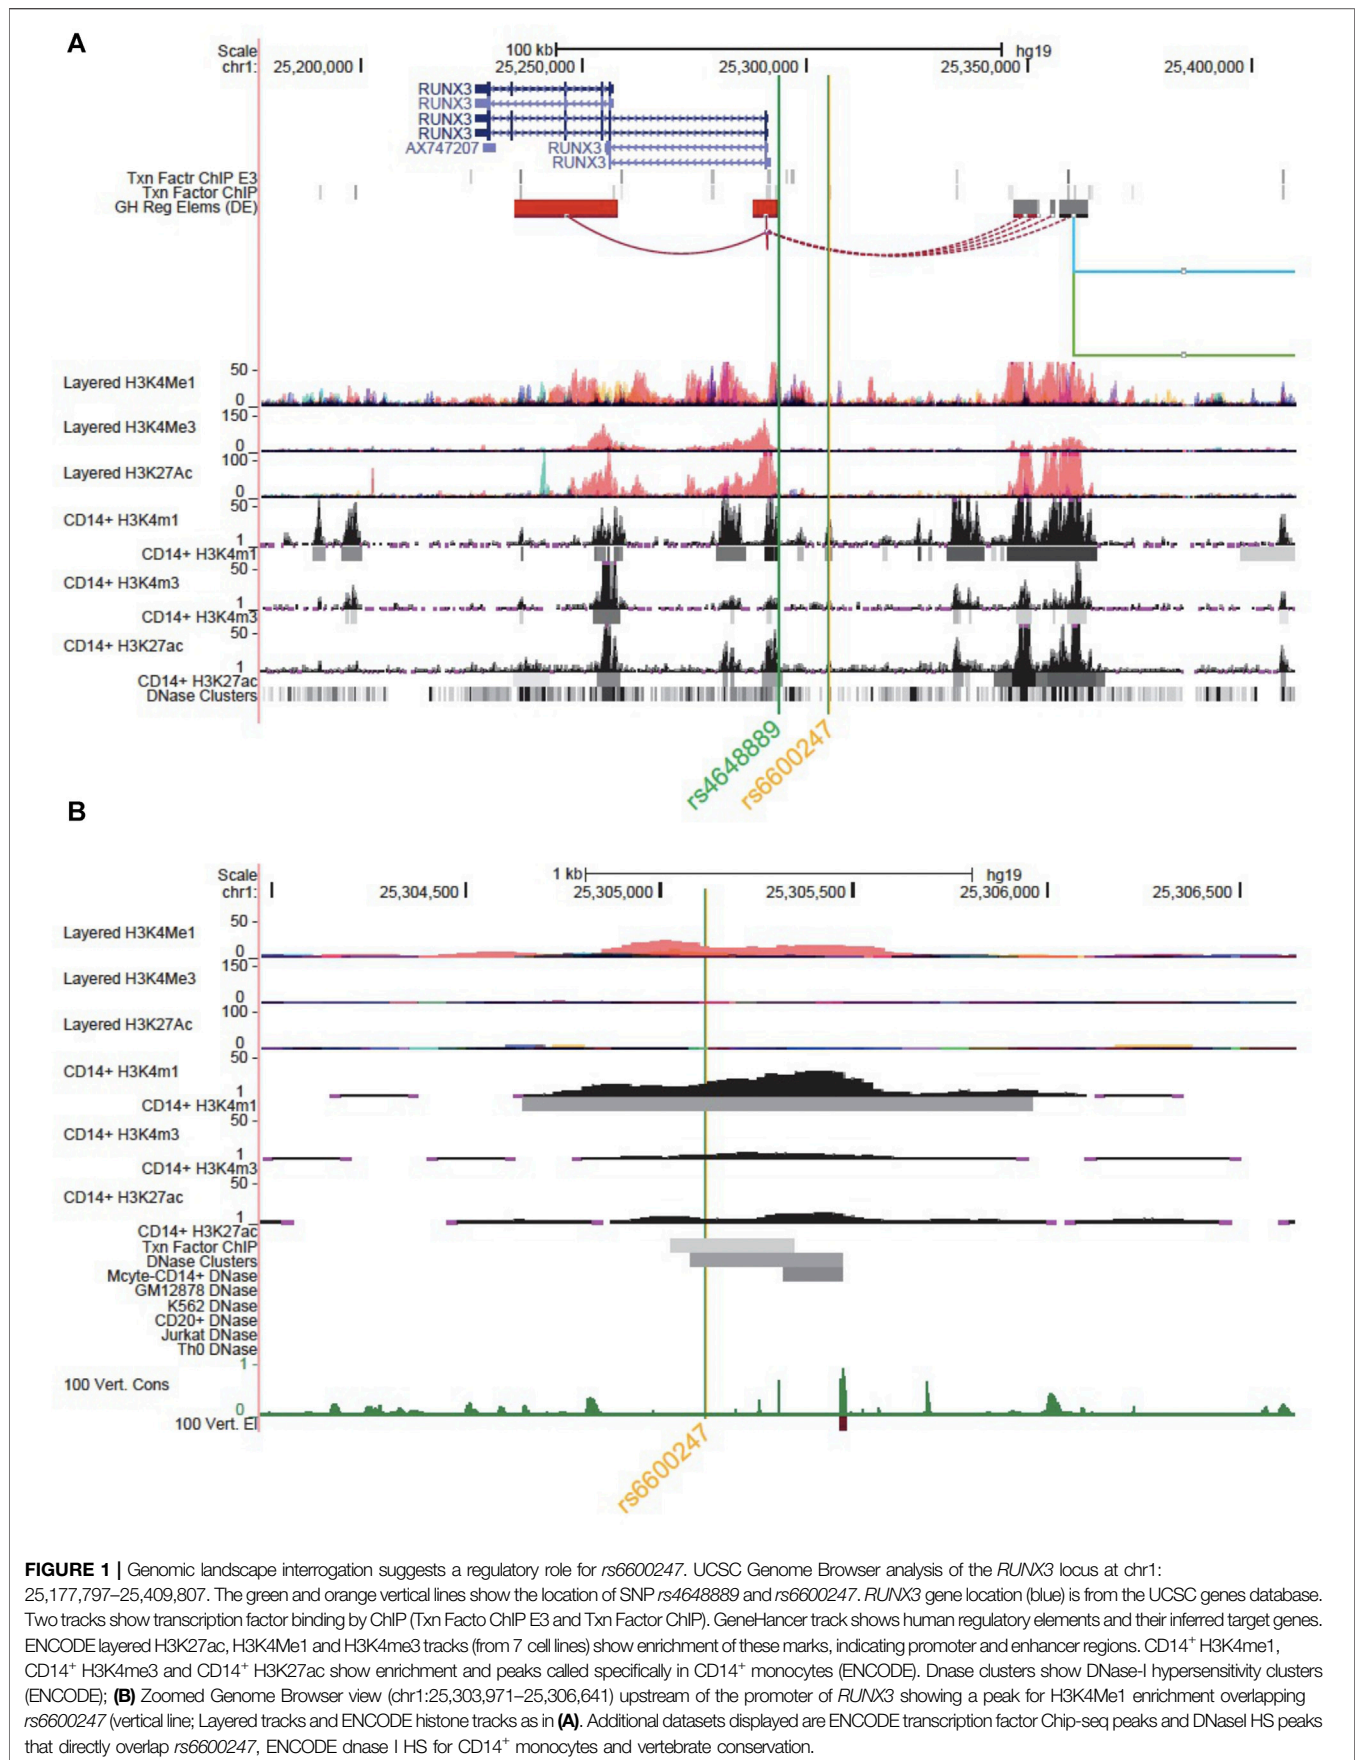 A
Scale
100 kb
hg19
chr1:
25,200,000
25,250,000
25,300,000
25,350,000
25,400,000
RUNX3
RUNX3
RUNX3
RUNX3
AX747207
RUNX3
RUNX3
Txn Factr ChIP E3
Txn Factor ChIP
GH Reg Elems (DE)
50
Layered H3K4Me1
0
150
Layered H3K4Me3
0
100
Layered H3K27Ac
0
50
CD14+ H3K4m1
1
CD14+ H3K4m1
50
CD14+ H3K4m3
1
CD14+ H3K4m3
50
CD14+ H3K27ac
1
CD14+ H3K27ac
DNase Clusters
rs4648889
rs6600247
B
Scale
1 kb
hg19
chr1:
25,304,500
25,305,000
25,305,500
25,306,000
25,306,500
50
Layered H3K4Me1
0
150
Layered H3K4Me3
0
100
Layered H3K27Ac
0
50
CD14+ H3K4m1
1
CD14+ H3K4m1
50
CD14+ H3K4m3
1
CD14+ H3K4m3
50
CD14+ H3K27ac
1
CD14+ H3K27ac
Txn Factor ChIP
DNase Clusters
Mcyte-CD14+ DNase
GM12878 DNase
K562 DNase
CD20+ DNase
Jurkat DNase
Th0 DNase
1
100 Vert. Cons
0
100 Vert. El
rs6600247
FIGURE 1 | Genomic landscape interrogation suggests a regulatory role for rs6600247. UCSC Genome Browser analysis of the RUNX3 locus at chr1:
25,177,797–25,409,807. The green and orange vertical lines show the location of SNP rs4648889 and rs6600247. RUNX3 gene location (blue) is from the UCSC genes database.
Two tracks show transcription factor binding by ChIP (Txn Facto ChIP E3 and Txn Factor ChIP). GeneHancer track shows human regulatory elements and their inferred target genes.
ENCODE layered H3K27ac, H3K4Me1 and H3K4me3 tracks (from 7 cell lines) show enrichment of these marks, indicating promoter and enhancer regions. CD14+ H3K4me1,
CD14+ H3K4me3 and CD14+ H3K27ac show enrichment and peaks called specifically in CD14+ monocytes (ENCODE). Dnase clusters show DNase-I hypersensitivity clusters
(ENCODE); (B) Zoomed Genome Browser view (chr1:25,303,971–25,306,641) upstream of the promoter of RUNX3 showing a peak for H3K4Me1 enrichment overlapping
rs6600247 (vertical line; Layered tracks and ENCODE histone tracks as in (A). Additional datasets displayed are ENCODE transcription factor Chip-seq peaks and DNaseI HS peaks
that directly overlap rs6600247, ENCODE dnase I HS for CD14+ monocytes and vertebrate conservation.